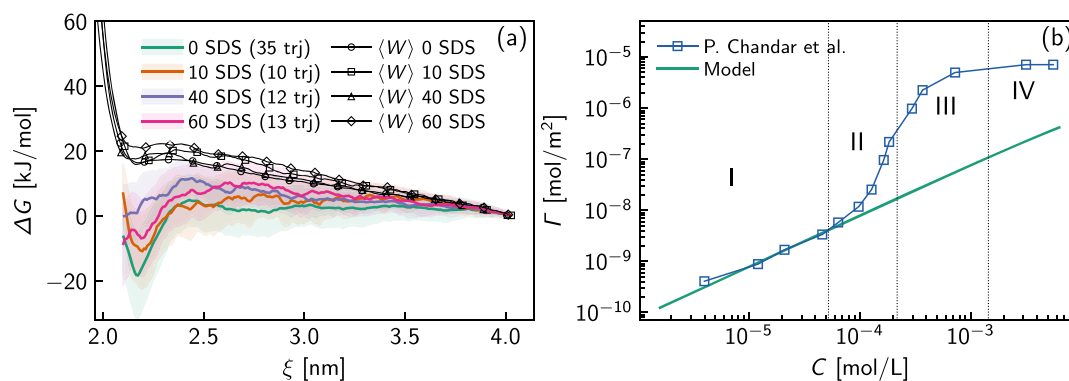 (a)
0 SDS (35 trj)
10 SDS (10 trj)
40 SDS (12 trj)
60 SDS (13 trj)
⟨W⟩ 0 SDS
⟨W⟩ 10 SDS
⟨W⟩ 40 SDS
⟨W⟩ 60 SDS
ΔG [kJ/mol]
60
40
20
0
−20
2.0 2.5 3.0 3.5 4.0
ξ [nm]
(b)
P. Chandar et al.
Model
I
II
III
IV
Γ [mol/m²]
10⁻⁵
10⁻⁶
10⁻⁷
10⁻⁸
10⁻⁹
10⁻¹⁰
10⁻⁵ 10⁻⁴ 10⁻³
C [mol/L]